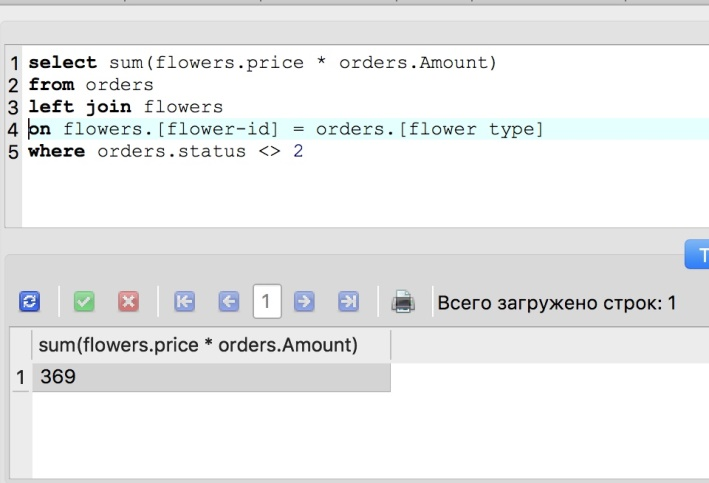 1 select sum(flowers.price * orders.Amount)
2 from orders
3 left join flowers
4 on flowers.[flower-id] = orders.[flower type]
5 where orders.status <> 2
Т
1 Всего загружено строк: 1
sum(flowers.price * orders.Amount)
1 369